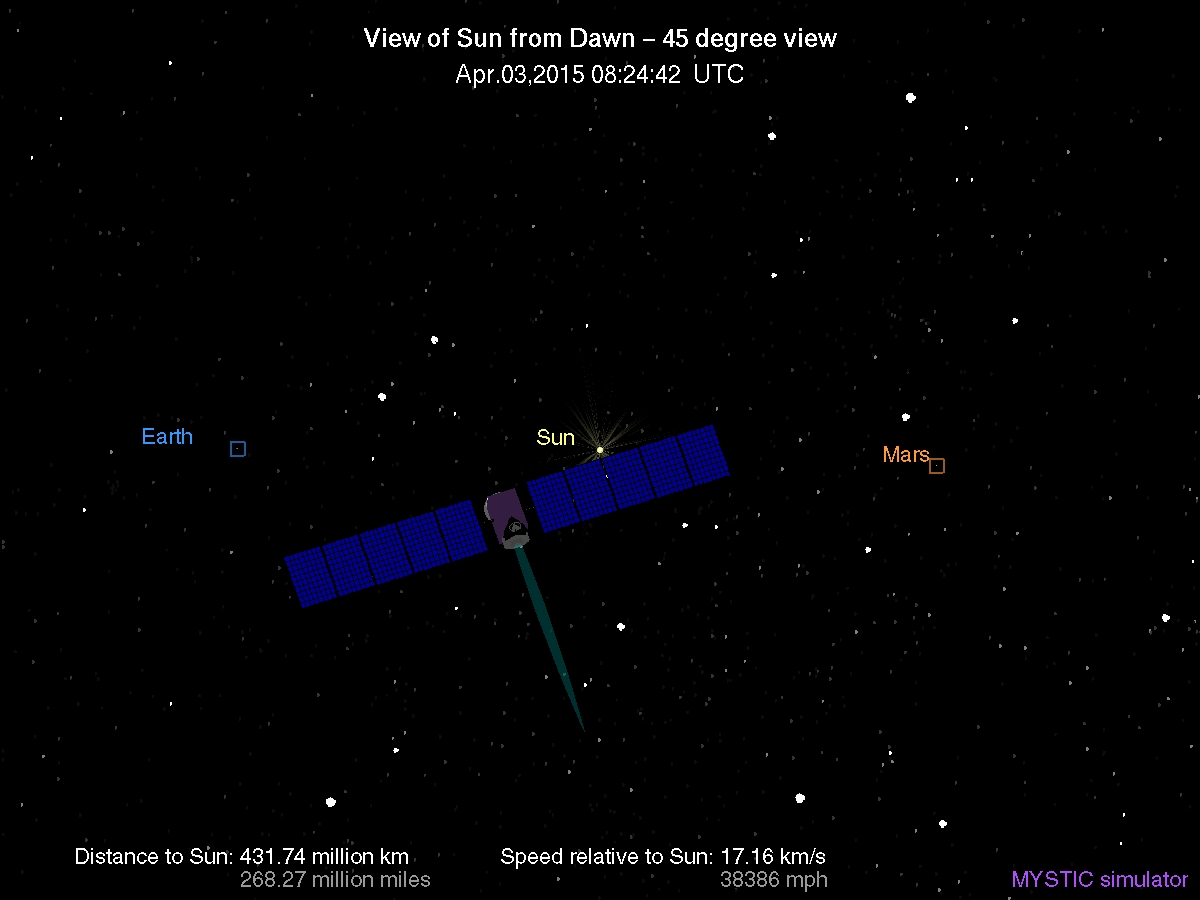 View of Sun from Dawn – 45 degree view
Apr.03,2015 08:24:42 UTC
Earth
Sun
Mars
Distance to Sun: 431.74 million km
268.27 million miles
Speed relative to Sun: 17.16 km/s
38386 mph
MYSTIC simulator